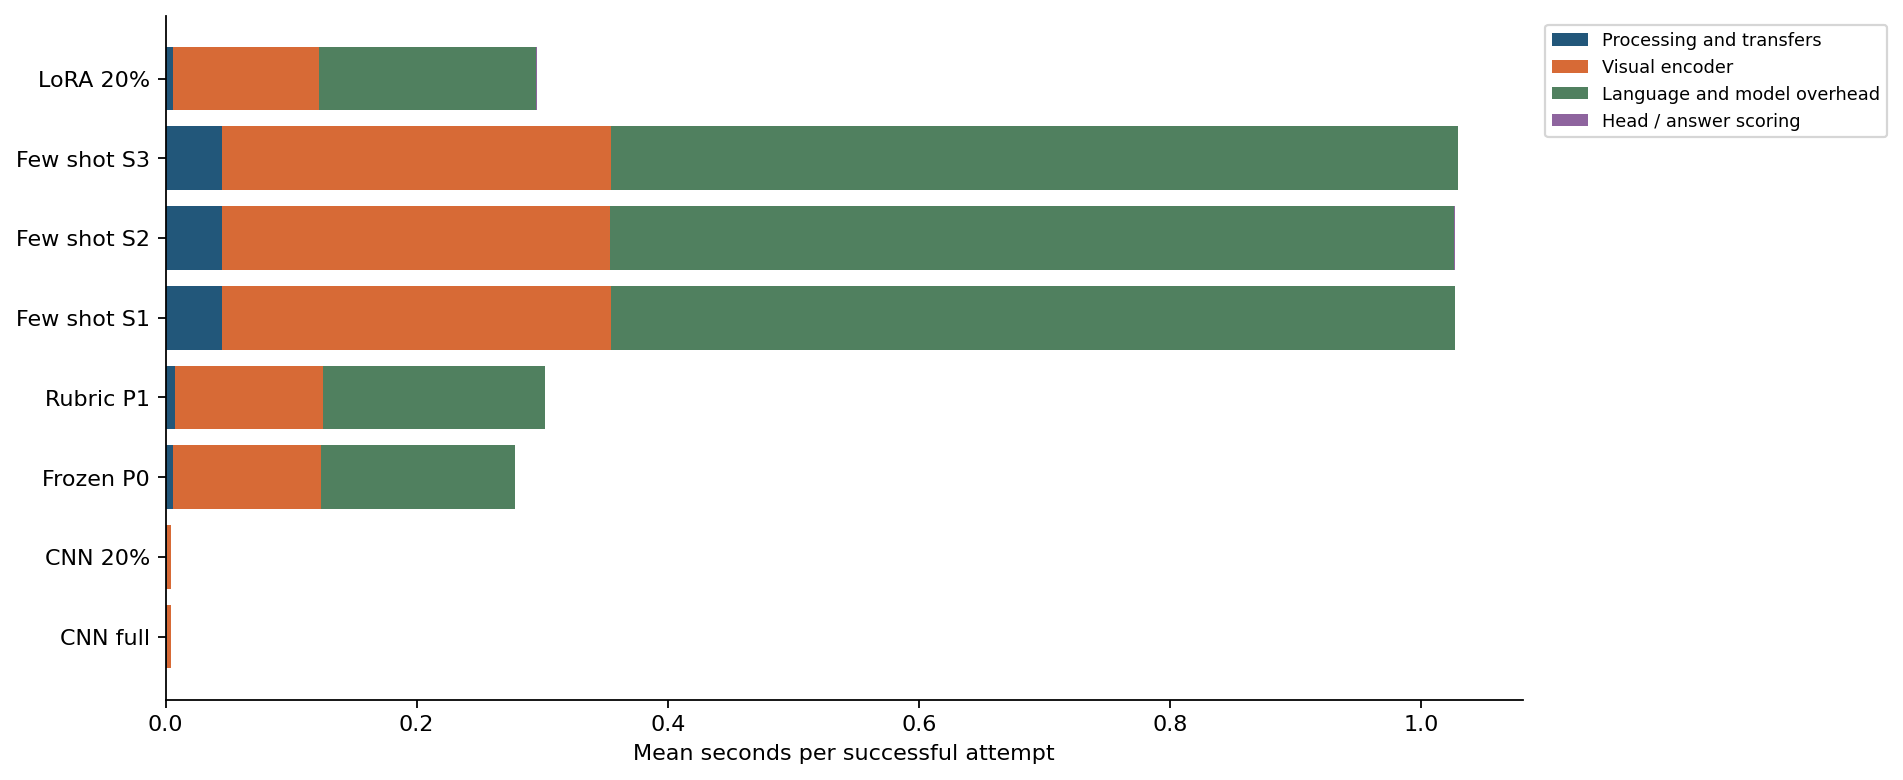 LoRA 20%
Few shot S3
Few shot S2
Few shot S1
Rubric P1
Frozen P0
CNN 20%
CNN full
0.0 0.2 0.4 0.6 0.8 1.0
Mean seconds per successful attempt
Processing and transfers
Visual encoder
Language and model overhead
Head / answer scoring